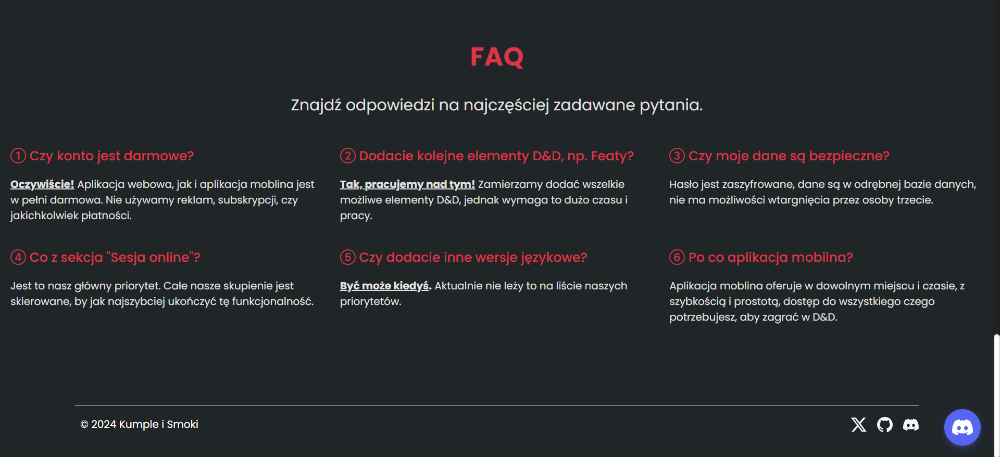 FAQ
Znajdź odpowiedzi na najczęściej zadawane pytania.
① Czy konto jest darmowe?
Oczywiście! Aplikacja webowa, jak i aplikacja moblina jest
w pełni darmowa. Nie używamy reklam, subskrypcji, czy
jakichkolwiek płatności.
② Dodacie kolejne elementy D&D, np. Featy?
Tak, pracujemy nad tym! Zamierzamy dodać wszelkie
możliwe elementy D&D, jednak wymaga to dużo czasu i
pracy.
③ Czy moje dane są bezpieczne?
Hasło jest zaszyfrowane, dane są w odrębnej bazie danych,
nie ma możliwości wtargnięcia przez osoby trzecie.
④ Co z sekcja "Sesja online"?
Jest to nasz główny priorytet. Całe nasze skupienie jest
skierowane, by jak najszybciej ukończyć tę funkcjonalność.
⑤ Czy dodacie inne wersje językowe?
Być może kiedyś. Aktualnie nie leży to na liście naszych
priorytetów.
⑥ Po co aplikacja mobilna?
Aplikacja moblina oferuje w dowolnym miejscu i czasie, z
szybkością i prostotą, dostęp do wszystkiego czego
potrzebujesz, aby zagrać w D&D.
© 2024 Kumple i Smoki